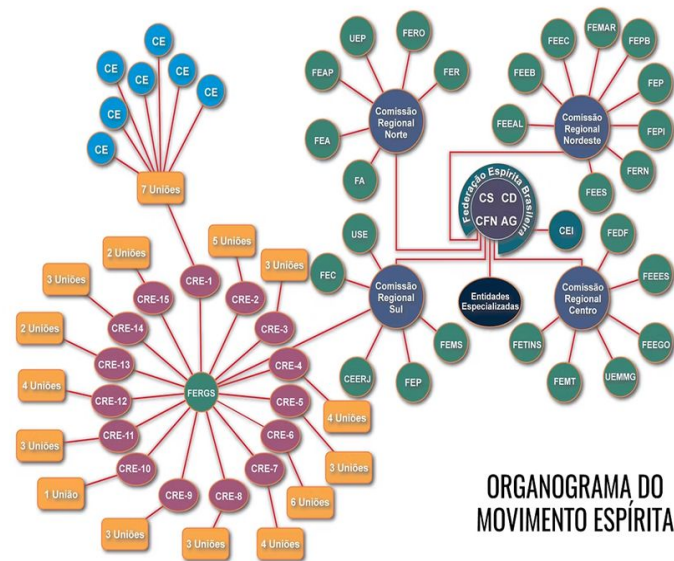 CE
CE
CE
CE
CE
CE
CE
7 Uniões
CRE-1
5 Uniões
CRE-2
3 Uniões
CRE-3
CRE-4
4 Uniões
CRE-5
3 Uniões
CRE-6
6 Uniões
CRE-7
4 Uniões
CRE-8
3 Uniões
CRE-9
3 Uniões
CRE-10
1 União
CRE-11
3 Uniões
CRE-12
4 Uniões
CRE-13
2 Uniões
CRE-14
3 Uniões
CRE-15
2 Uniões
FERGS
UEP
FERO
FEAP
FER
Comissão
Regional
Norte
FEA
FA
FEMAR
FEEC
FEPB
FEEB
FEP
Comissão
Regional
Nordeste
FEEAL
FEPI
FERN
FEES
Federação Espírita Brasileira
CS CD
CFN AG
CEI
USE
FEC
Comissão
Regional
Sul
FEMS
CEERJ
FEP
Entidades
Especializadas
FEDF
FEEES
Comissão
Regional
Centro
FEEGO
FETINS
FEMT
UEMMG
ORGANOGRAMA DO
MOVIMENTO ESPÍRITA